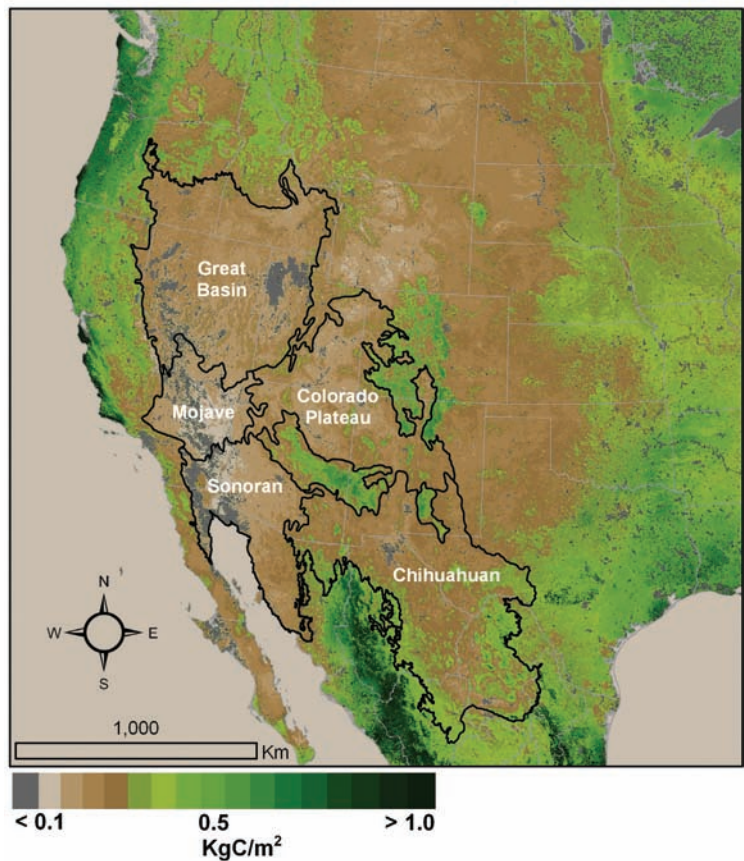 Great
Basin
Mojave
Colorado
Plateau
Sonoran
Chihuahuan
N
W
E
S
1,000
Km
< 0.1
0.5
> 1.0
KgC/m²